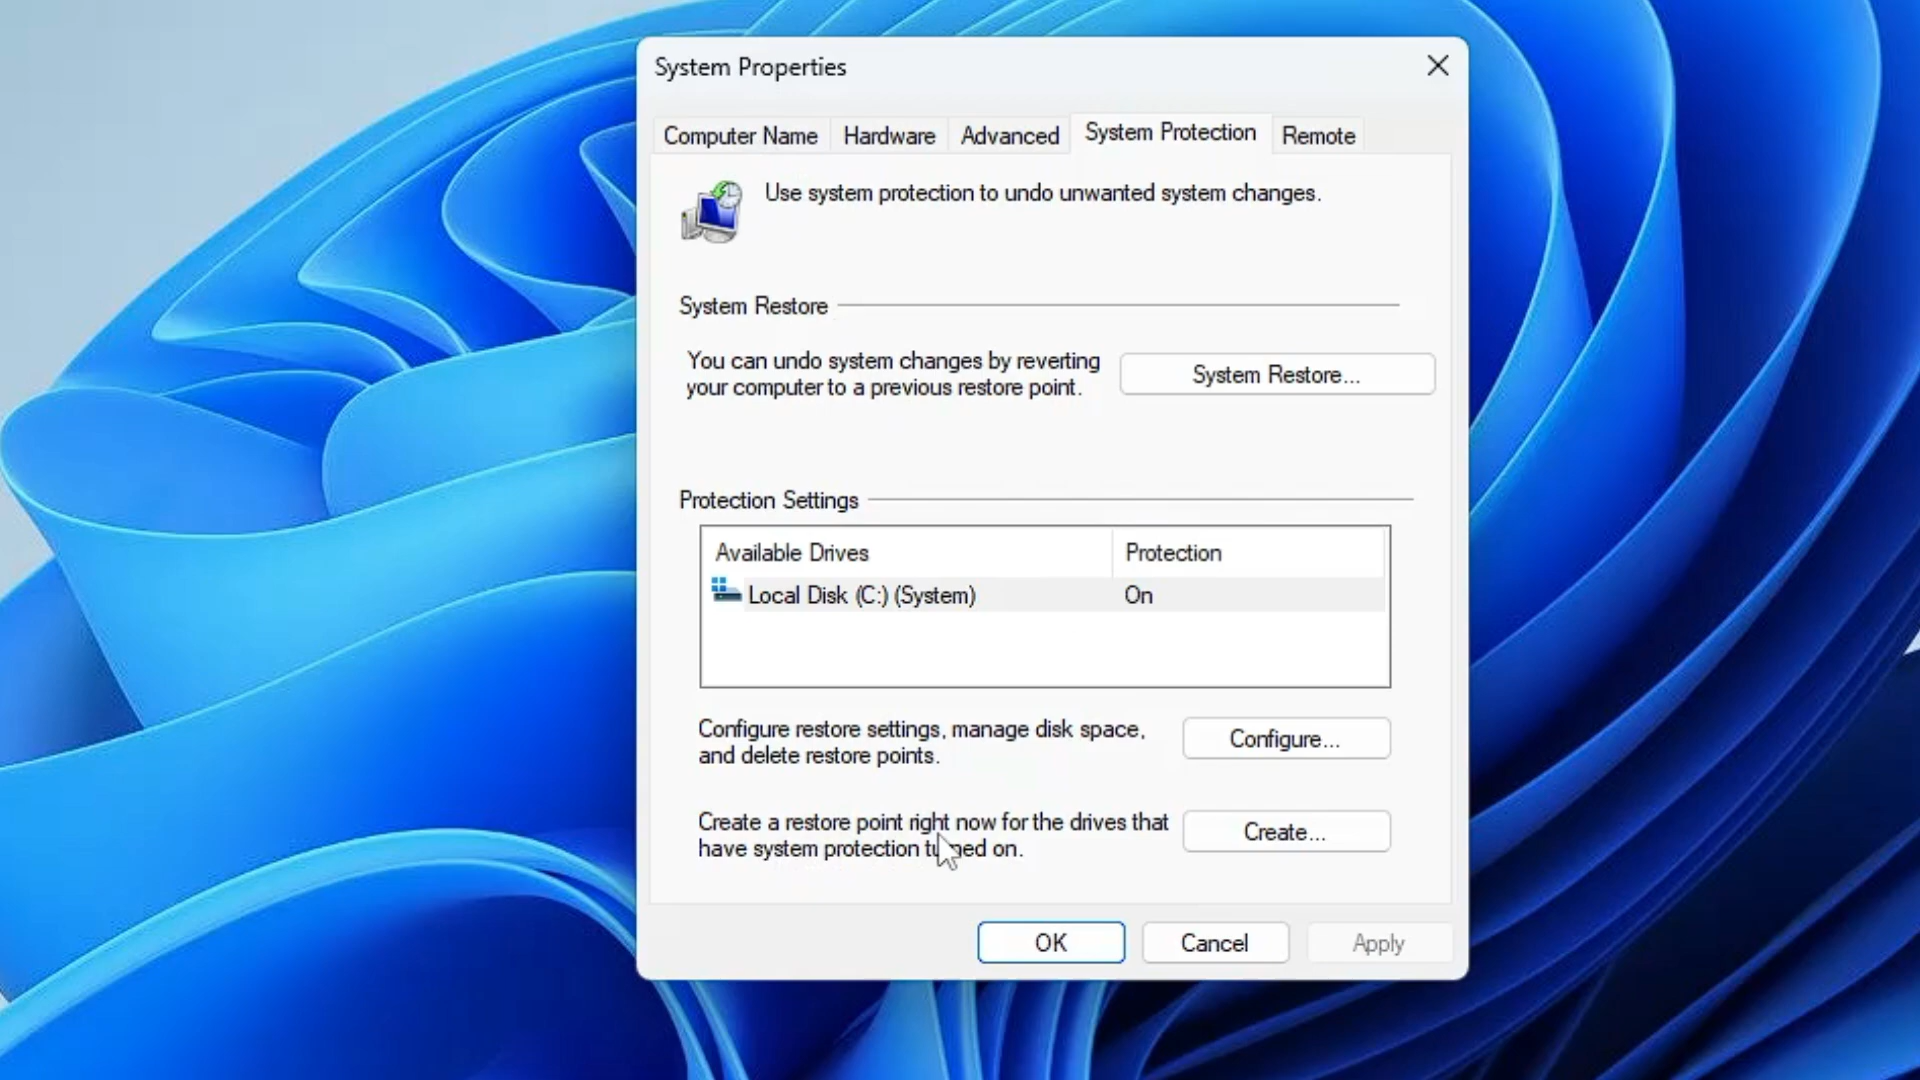 System Properties
Computer Name
Hardware
Advanced
System Protection
Remote
Use system protection to undo unwanted system changes.
System Restore
You can undo system changes by reverting
your computer to a previous restore point.
System Restore...
Protection Settings
Available Drives
Protection
Local Disk (C:) (System)
On
Configure restore settings, manage disk space,
and delete restore points.
Configure...
Create a restore point right now for the drives that
have system protection turned on.
Create...
OK
Cancel
Apply